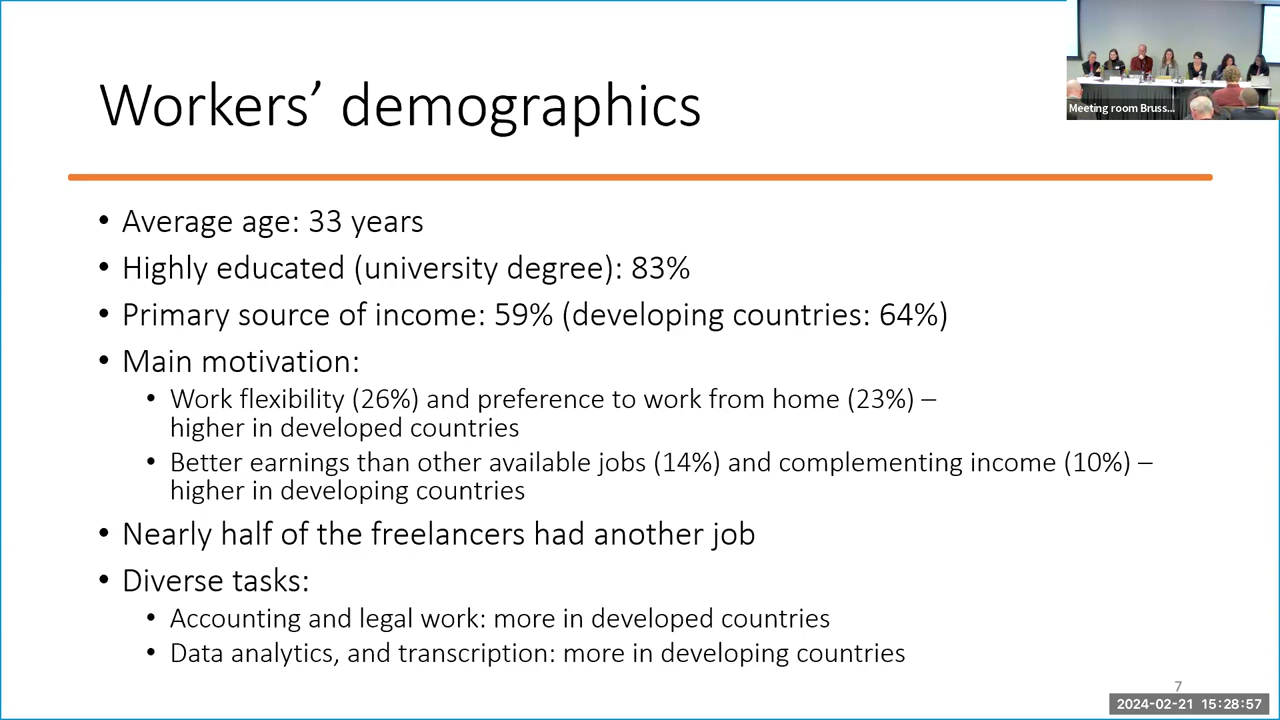 Workers’ demographics
Meeting room Bruss...
• Average age: 33 years
• Highly educated (university degree): 83%
• Primary source of income: 59% (developing countries: 64%)
• Main motivation:
• Work flexibility (26%) and preference to work from home (23%) –
higher in developed countries
• Better earnings than other available jobs (14%) and complementing income (10%) –
higher in developing countries
• Nearly half of the freelancers had another job
• Diverse tasks:
• Accounting and legal work: more in developed countries
• Data analytics, and transcription: more in developing countries
7
2024-02-21 15:28:57